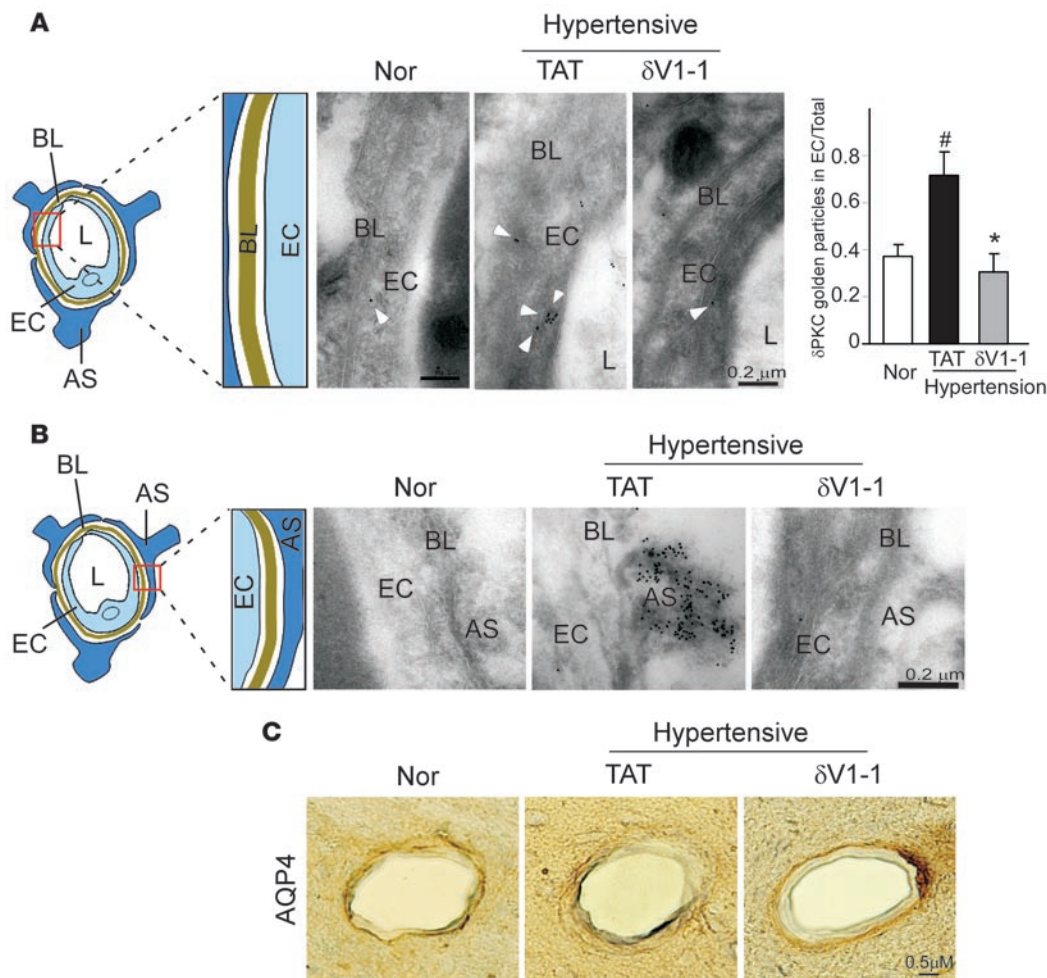 A
Hypertensive
Nor TAT δV1-1
BL
L
EC
AS
BL EC
BL
EC
BL
EC
L
BL
EC
0.2 μm
δPKC golden particles in EC/Total
0.8
0.6
0.4
0.2
0
#
*
Nor TAT δV1-1
Hypertension
B
Hypertensive
Nor TAT δV1-1
BL AS
L
EC
EC AS
BL
EC
AS
BL
AS
EC
BL
AS
EC
0.2 μm
C
Hypertensive
Nor TAT δV1-1
AQP4
0.5μM